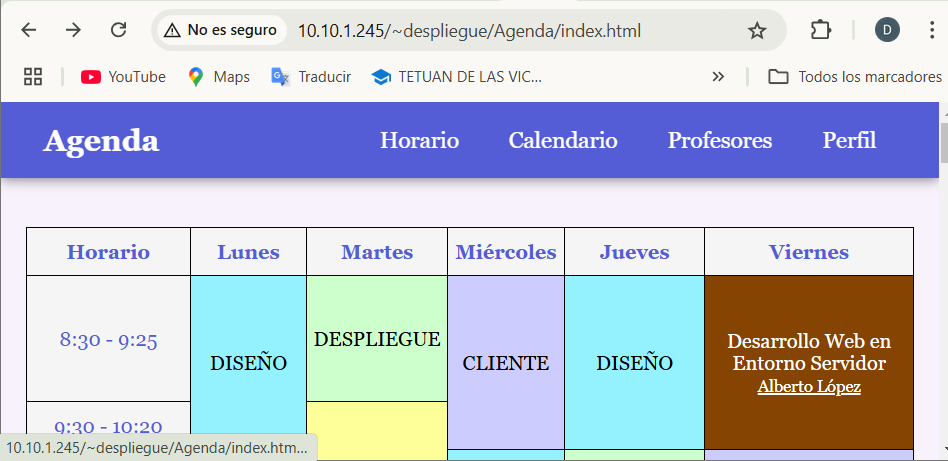 No es seguro 10.10.1.245/~despliegue/Agenda/index.html D
YouTube Maps Traducir TETUAN DE LAS VIC... » Todos los marcadores
Agenda Horario Calendario Profesores Perfil
Horario Lunes Martes Miércoles Jueves Viernes
8:30 - 9:25
DISEÑO
DESPLIEGUE
CLIENTE
DISEÑO
Desarrollo Web en
Entorno Servidor
Alberto López
9:30 - 10:20
10.10.1.245/~despliegue/Agenda/index.htm...